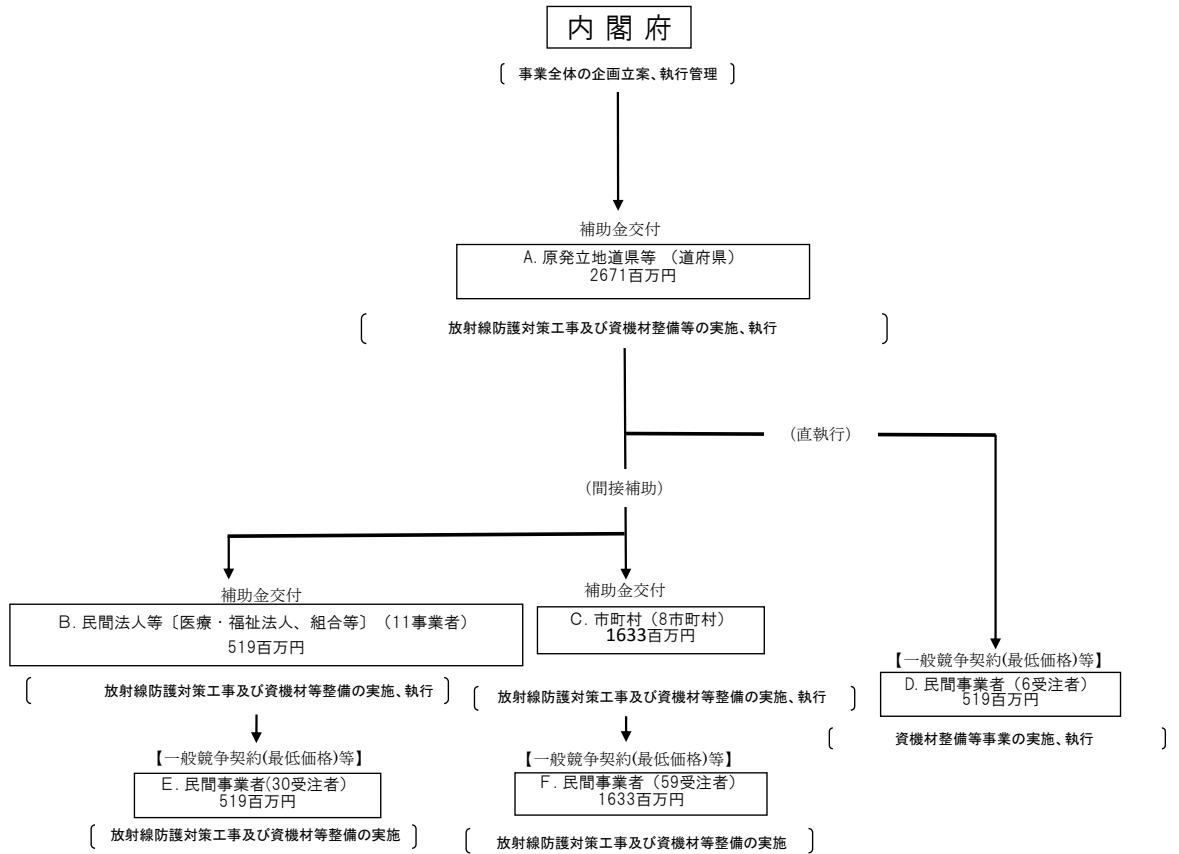 内 閣 府
事業全体の企画立案、執行管理
補助金交付
A. 原発立地道県等 （道府県）
2671百万円
放射線防護対策工事及び資機材整備等の実施、執行
(直執行)
(間接補助)
補助金交付
B. 民間法人等〔医療・福祉法人、組合等〕（11事業者）
519百万円
放射線防護対策工事及び資機材等整備の実施、執行
補助金交付
C. 市町村（8市町村）
1633百万円
放射線防護対策工事及び資機材等整備の実施、執行
【一般競争契約(最低価格)等】
D. 民間事業者（6受注者）
519百万円
資機材整備等事業の実施、執行
【一般競争契約(最低価格)等】
E. 民間事業者(30受注者)
519百万円
放射線防護対策工事及び資機材等整備の実施
【一般競争契約(最低価格)等】
F. 民間事業者（59受注者）
1633百万円
放射線防護対策工事及び資機材等整備の実施